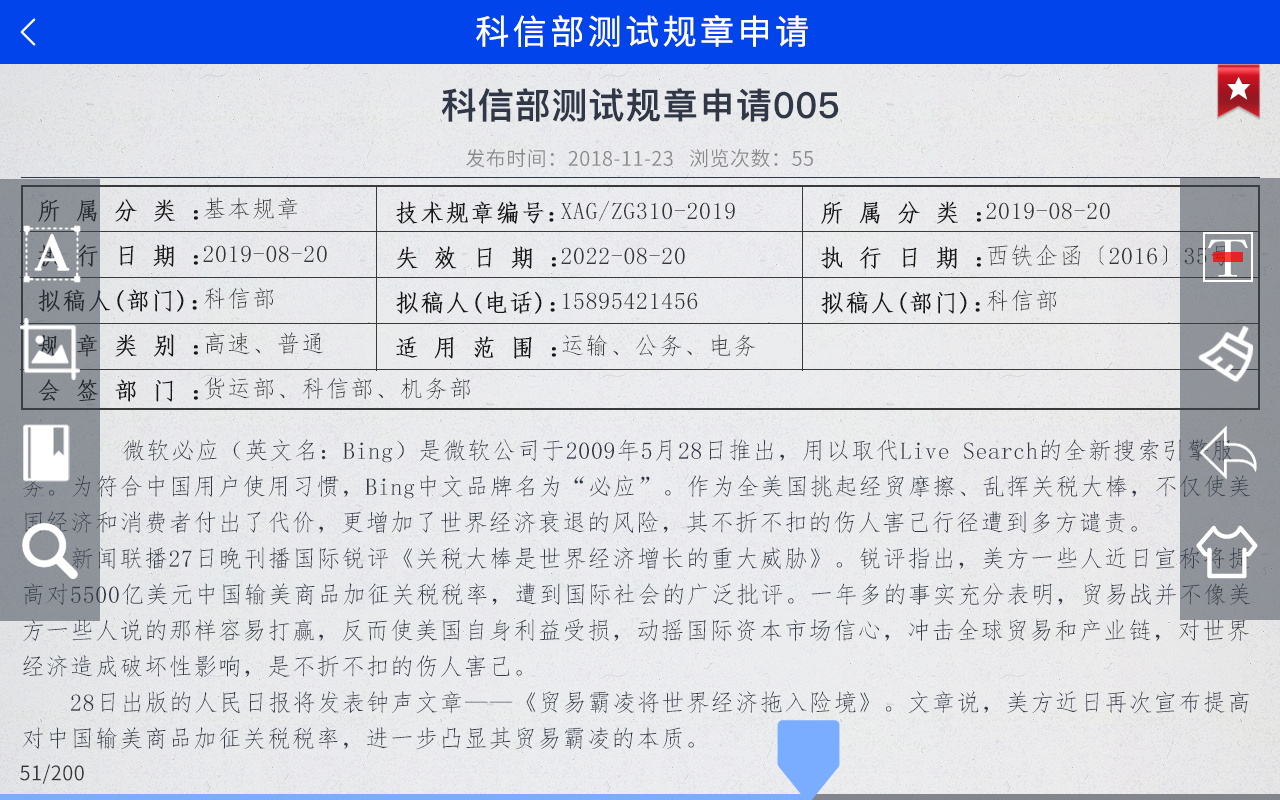 科信部测试规章申请
科信部测试规章申请005
发布时间：2018-11-23 浏览次数：55
所属分类：基本规章 技术规章编号：XAG/ZG310-2019 所属分类：2019-08-20
执行日期：2019-08-20 失效日期：2022-08-20 执行日期：西铁企函〔2016〕35号
拟稿人(部门)：科信部 拟稿人(电话)：15895421456 拟稿人(部门)：科信部
规章类别：高速、普通 适用范围：运输、公务、电务
会签部门：货运部、科信部、机务部
微软必应（英文名：Bing）是微软公司于2009年5月28日推出，用以取代Live Search的全新搜索引擎服
务。为符合中国用户使用习惯，Bing中文品牌名为“必应”。作为全美国挑起经贸摩擦、乱挥关税大棒，不仅使美
国经济和消费者付出了代价，更增加了世界经济衰退的风险，其不折不扣的伤人害己行径遭到多方谴责。
新闻联播27日晚刊播国际锐评《关税大棒是世界经济增长的重大威胁》。锐评指出，美方一些人近日宣称将提
高对5500亿美元中国输美商品加征关税税率，遭到国际社会的广泛批评。一年多的事实充分表明，贸易战并不像美
方一些人说的那样容易打赢，反而使美国自身利益受损，动摇国际资本市场信心，冲击全球贸易和产业链，对世界
经济造成破坏性影响，是不折不扣的伤人害己。
28日出版的人民日报将发表钟声文章——《贸易霸凌将世界经济拖入险境》。文章说，美方近日再次宣布提高
对中国输美商品加征关税税率，进一步凸显其贸易霸凌的本质。
51/200